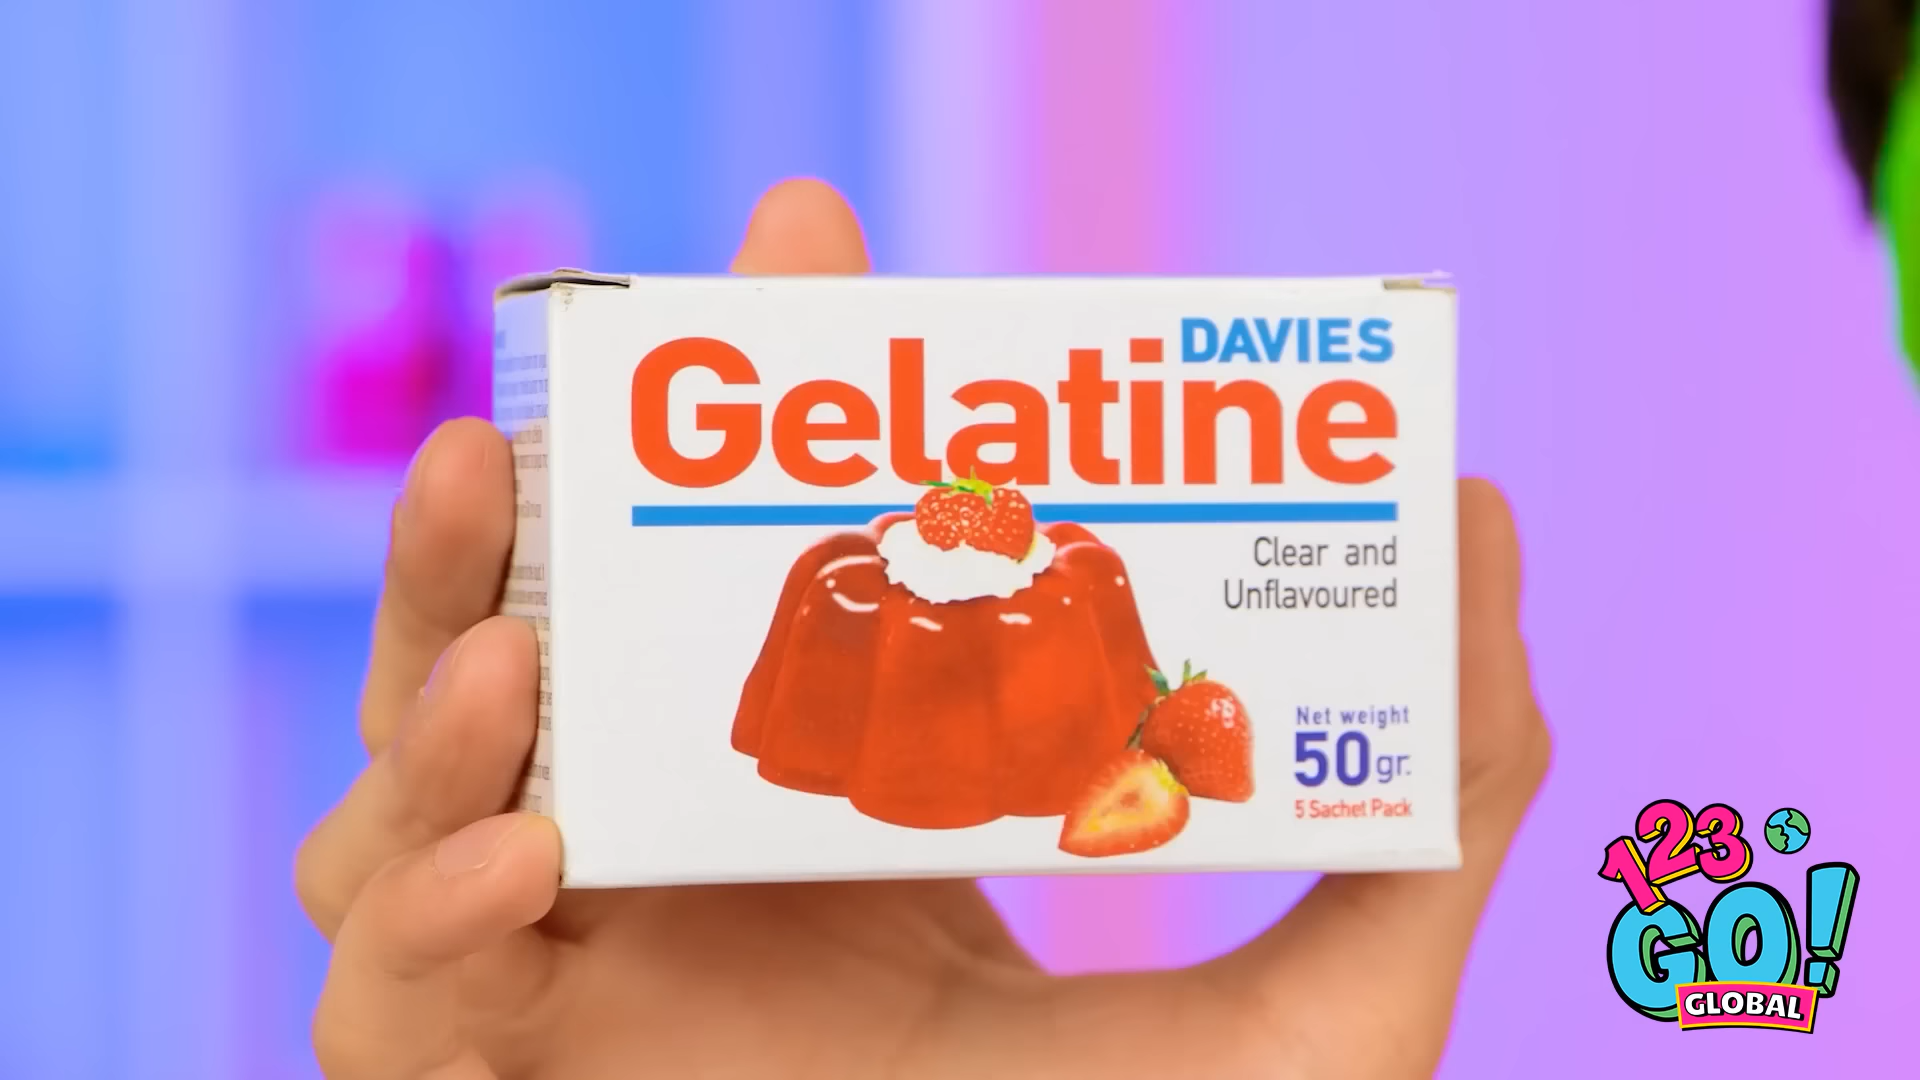 DAVIES
Gelatine
Clear and
Unflavoured
Net weight
50gr.
5 Sachet Pack
123
GO!
GLOBAL